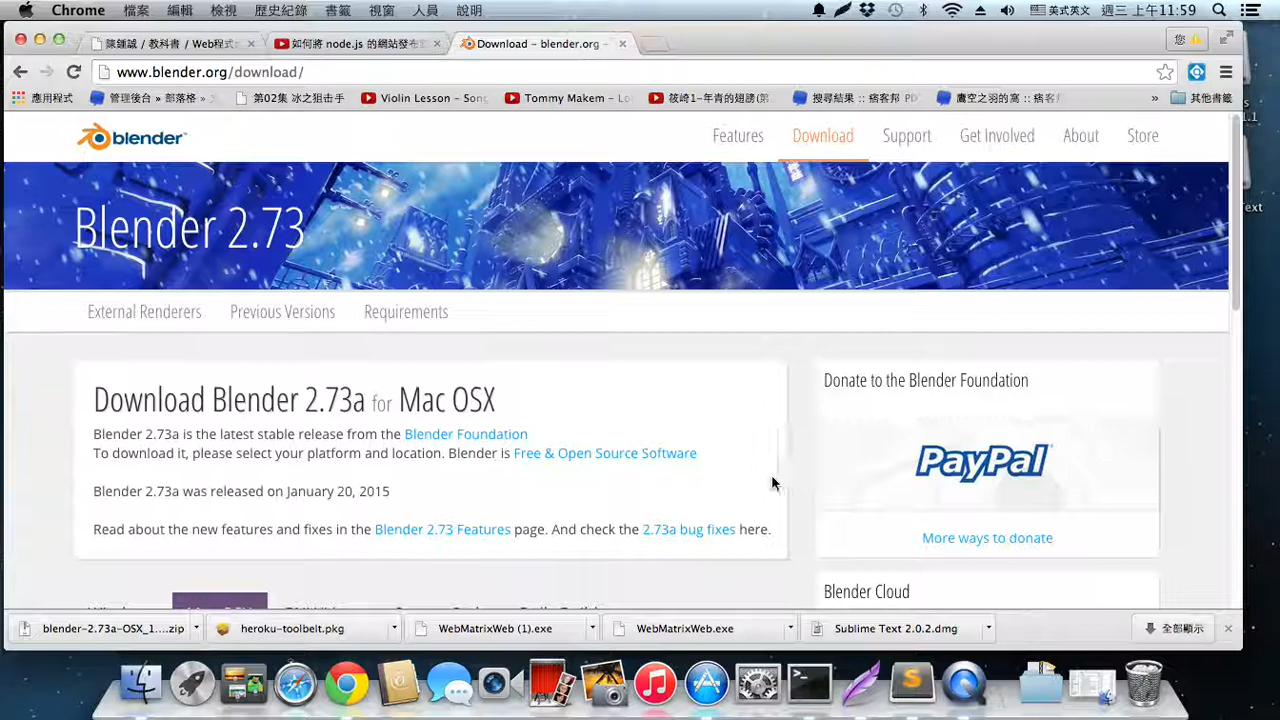 Chrome 檔案 編輯 檢視 歷史紀錄 書籤 視窗 人員 說明 美式英文 週三 上午11:59
陳鍾誠 / 教科書 / Web程式 如何將 node.js 的網站發布 Download – blender.org – 您
www.blender.org/download/
應用程式 管理後台 » 部落格 » 第02集 冰之狙击手 Violin Lesson - Song Tommy Makem – Lo 筱崎1–年青的翅膀(第 搜尋結果 :: 痞客邦 PD 鷹空之羽的窩 :: 痞客 » 其他書籤
blender Features Download Support Get Involved About Store
Blender 2.73
External Renderers Previous Versions Requirements
Download Blender 2.73a for Mac OSX
Blender 2.73a is the latest stable release from the Blender Foundation
To download it, please select your platform and location. Blender is Free & Open Source Software
Blender 2.73a was released on January 20, 2015
Read about the new features and fixes in the Blender 2.73 Features page. And check the 2.73a bug fixes here.
Donate to the Blender Foundation
PayPal
More ways to donate
Blender Cloud
blender-2.73a-OSX_1....zip heroku-toolbelt.pkg WebMatrixWeb (1).exe WebMatrixWeb.exe Sublime Text 2.0.2.dmg 全部顯示